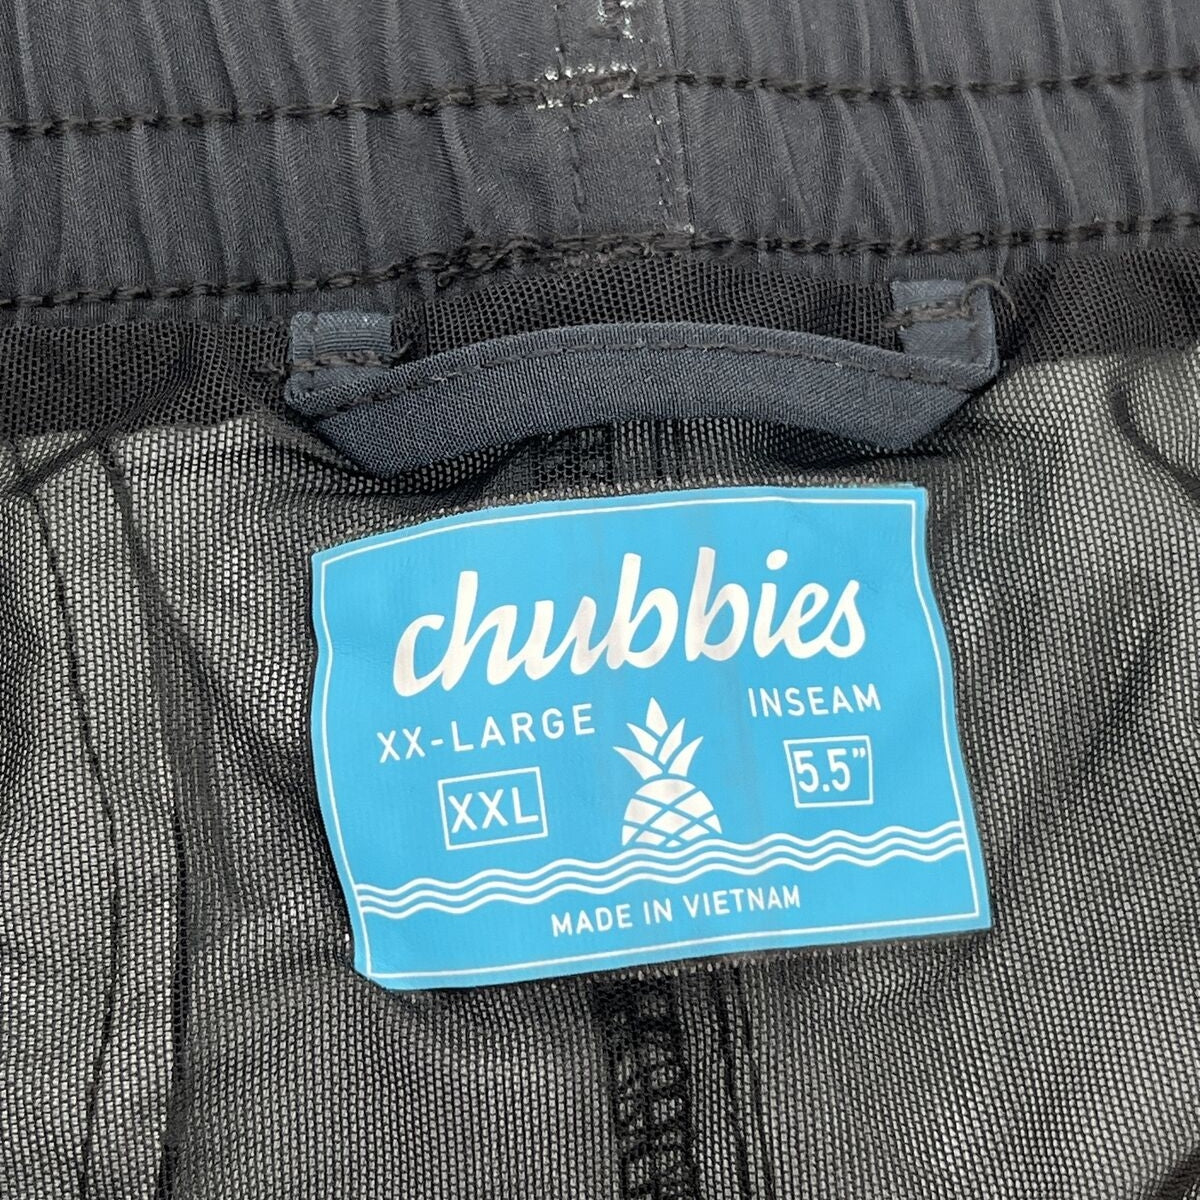 chubbies
XX-LARGE
XXL
INSEAM
5.5"
MADE IN VIETNAM